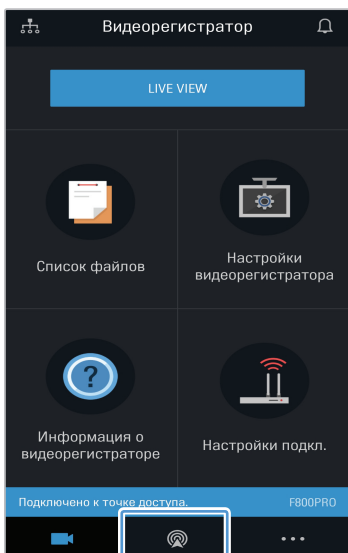 Видеорегистратор
LIVE VIEW
Список файлов
Настройки
видеорегистратора
Информация о
видеорегистраторе
Настройки подкл.
Подключено к точке доступа. F800PRO